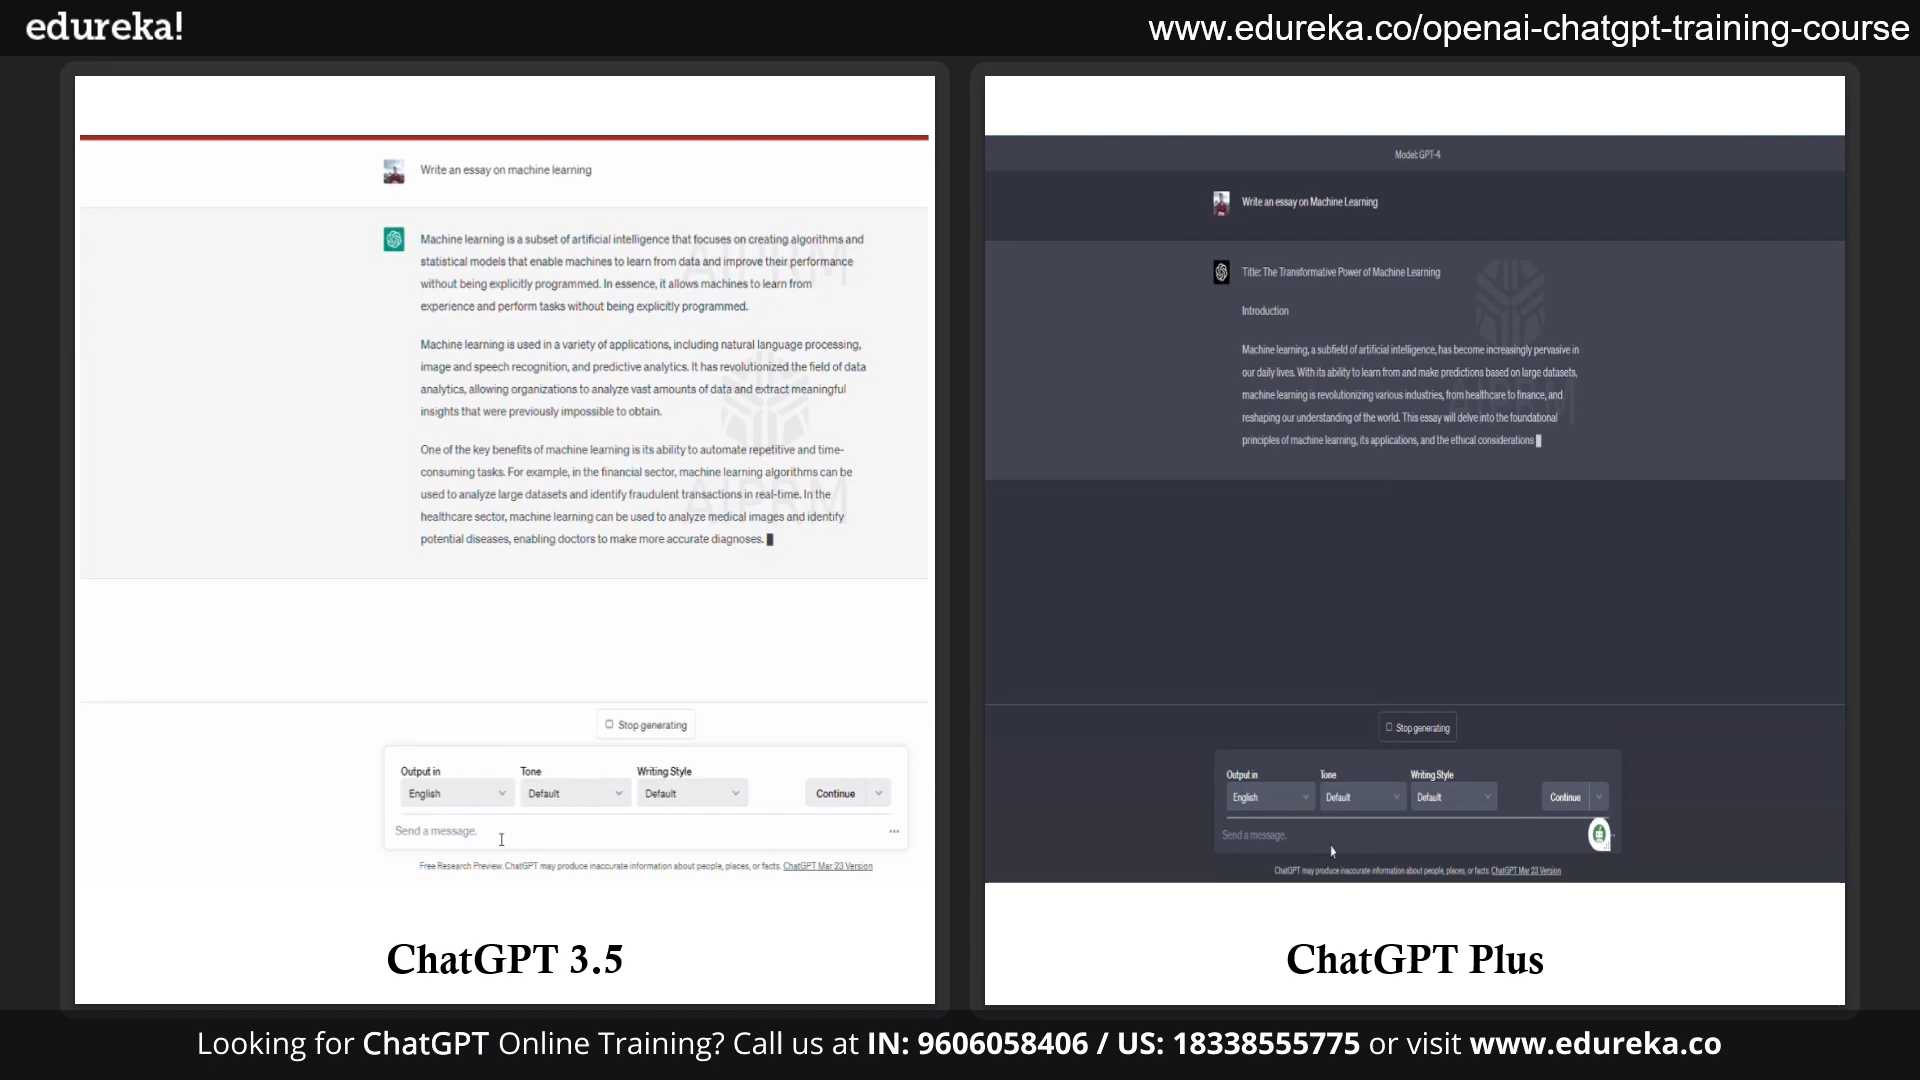 edureka!
www.edureka.co/openai-chatgpt-training-course
Write an essay on machine learning
Machine learning is a subset of artificial intelligence that focuses on creating algorithms and
statistical models that enable machines to learn from data and improve their performance
without being explicitly programmed. In essence, it allows machines to learn from
experience and perform tasks without being explicitly programmed.
Machine learning is used in a variety of applications, including natural language processing,
image and speech recognition, and predictive analytics. It has revolutionized the field of data
analytics, allowing organizations to analyze vast amounts of data and extract meaningful
insights that were previously impossible to obtain.
One of the key benefits of machine learning is its ability to automate repetitive and time-
consuming tasks. For example, in the financial sector, machine learning algorithms can be
used to analyze large datasets and identify fraudulent transactions in real-time. In the
healthcare sector, machine learning can be used to analyze medical images and identify
potential diseases, enabling doctors to make more accurate diagnoses.
AIPRM
AIPRM
Stop generating
Output in
Tone
Writing Style
English
Default
Default
Continue
Send a message.
Free Research Preview. ChatGPT may produce inaccurate information about people, places, or facts. ChatGPT Mar 23 Version
ChatGPT 3.5
Model: GPT-4
Write an essay on Machine Learning
Title: The Transformative Power of Machine Learning
Introduction
Machine learning, a subfield of artificial intelligence, has become increasingly pervasive in
our daily lives. With its ability to learn from and make predictions based on large datasets,
machine learning is revolutionizing various industries, from healthcare to finance, and
reshaping our understanding of the world. This essay will delve into the foundational
principles of machine learning, its applications, and the ethical considerations
AIPRM
Stop generating
Output in
Tone
Writing Style
English
Default
Default
Continue
Send a message.
ChatGPT may produce inaccurate information about people, places, or facts. ChatGPT Mar 23 Version
ChatGPT Plus
Looking for ChatGPT Online Training? Call us at IN: 9606058406 / US: 18338555775 or visit www.edureka.co